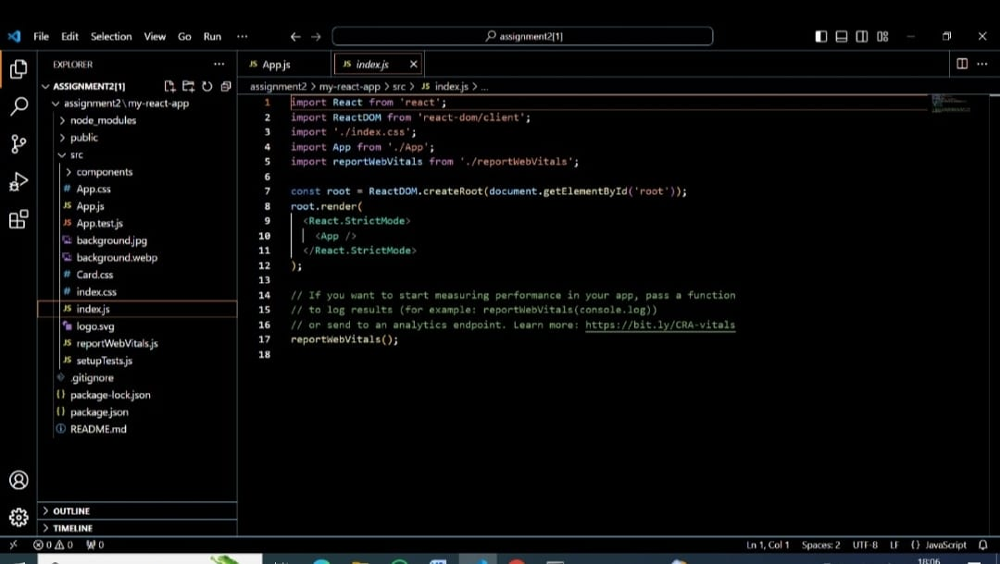 File Edit Selection View Go Run ...
assignment2[1]
EXPLORER ...
JS App.js
JS index.js
ASSIGNMENT2[1]
assignment2 > my-react-app > src > JS index.js > ...
assignment2\my-react-app
node_modules
public
src
components
# App.css
JS App.js
JS App.test.js
background.jpg
background.webp
# Card.css
# index.css
JS index.js
logo.svg
JS reportWebVitals.js
JS setupTests.js
.gitignore
{} package-lock.json
{} package.json
README.md
OUTLINE
TIMELINE
1 import React from 'react';
2 import ReactDOM from 'react-dom/client';
3 import './index.css';
4 import App from './App';
5 import reportWebVitals from './reportWebVitals';
6
7 const root = ReactDOM.createRoot(document.getElementById('root'));
8 root.render(
9 <React.StrictMode>
10 <App />
11 </React.StrictMode>
12 );
13
14 // If you want to start measuring performance in your app, pass a function
15 // to log results (for example: reportWebVitals(console.log))
16 // or send to an analytics endpoint. Learn more: https://bit.ly/CRA-vitals
17 reportWebVitals();
18
0 0 0
Ln 1, Col 1 Spaces: 2 UTF-8 LF {} JavaScript
18:06